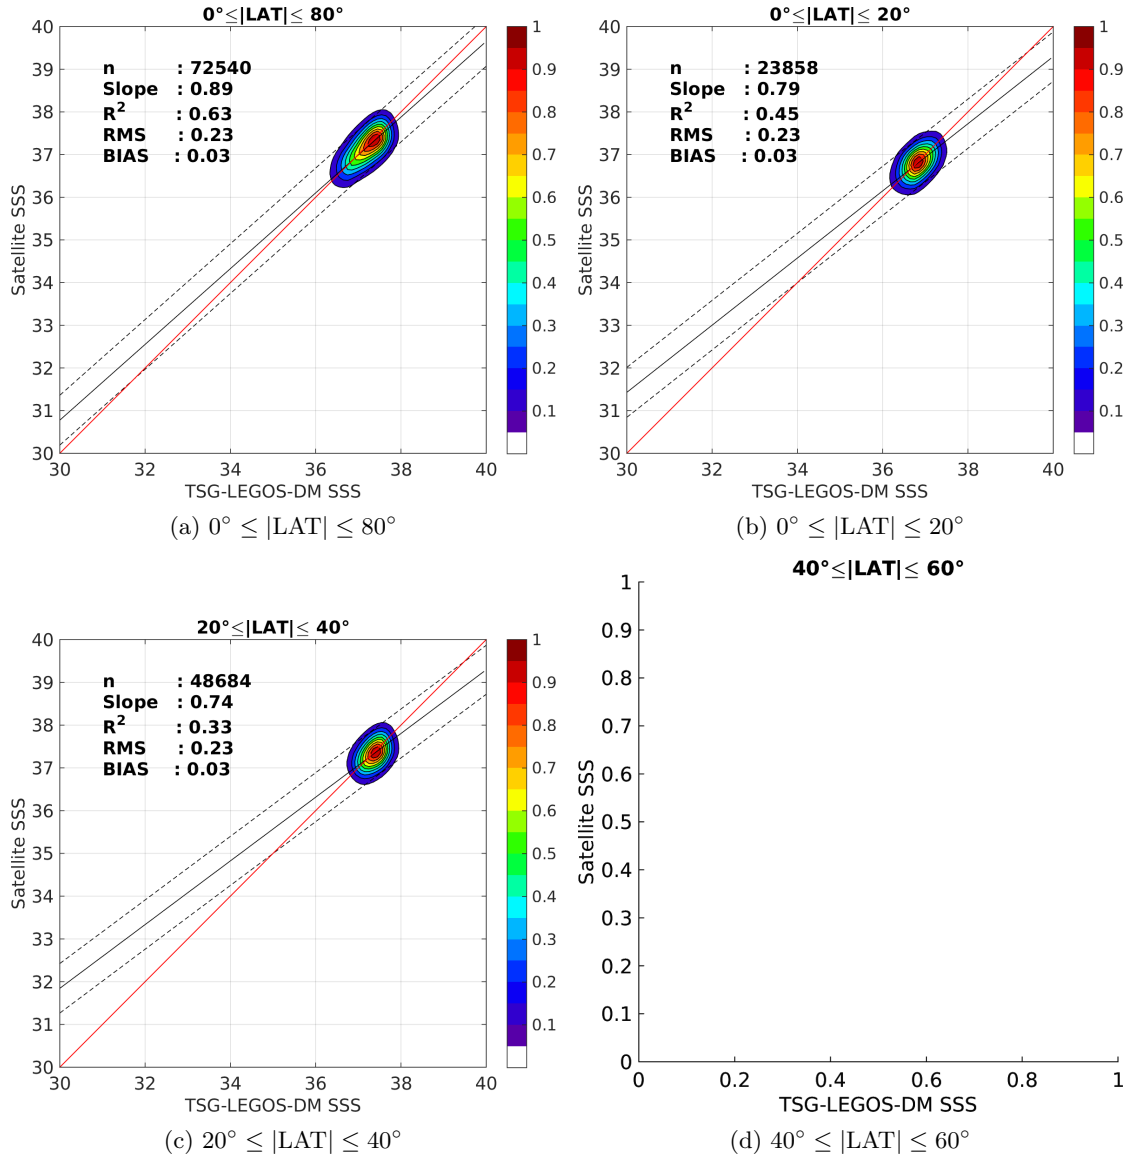 0°≤|LAT|≤ 80°
40
39
38
37
36
35
34
33
32
31
30
30 32 34 36 38 40
Satellite SSS
TSG-LEGOS-DM SSS
n : 72540
Slope : 0.89
R² : 0.63
RMS : 0.23
BIAS : 0.03
1
0.9
0.8
0.7
0.6
0.5
0.4
0.3
0.2
0.1
(a) 0° ≤ |LAT| ≤ 80°
0°≤|LAT|≤ 20°
40
39
38
37
36
35
34
33
32
31
30
30 32 34 36 38 40
Satellite SSS
TSG-LEGOS-DM SSS
n : 23858
Slope : 0.79
R² : 0.45
RMS : 0.23
BIAS : 0.03
1
0.9
0.8
0.7
0.6
0.5
0.4
0.3
0.2
0.1
(b) 0° ≤ |LAT| ≤ 20°
20°≤|LAT|≤ 40°
40
39
38
37
36
35
34
33
32
31
30
30 32 34 36 38 40
Satellite SSS
TSG-LEGOS-DM SSS
n : 48684
Slope : 0.74
R² : 0.33
RMS : 0.23
BIAS : 0.03
1
0.9
0.8
0.7
0.6
0.5
0.4
0.3
0.2
0.1
(c) 20° ≤ |LAT| ≤ 40°
40°≤|LAT|≤ 60°
1
0.9
0.8
0.7
0.6
0.5
0.4
0.3
0.2
0.1
0
0 0.2 0.4 0.6 0.8 1
Satellite SSS
TSG-LEGOS-DM SSS
(d) 40° ≤ |LAT| ≤ 60°